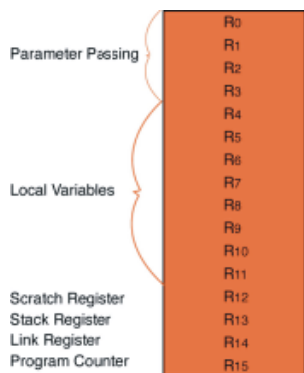 R0
R1
Parameter Passing
R2
R3
R4
R5
R6
Local Variables
R7
R8
R9
R10
R11
Scratch Register R12
Stack Register R13
Link Register R14
Program Counter R15